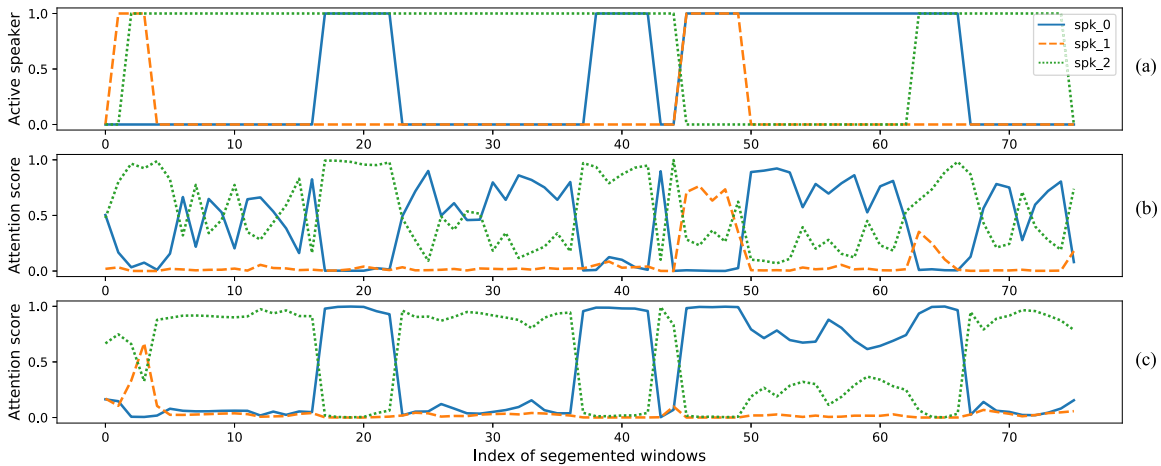 1.0
0.5
0.0
Active speaker
spk_0
spk_1
spk_2
(a)
0 10 20 30 40 50 60 70
1.0
0.5
0.0
Attention score
(b)
0 10 20 30 40 50 60 70
1.0
0.5
0.0
Attention score
(c)
0 10 20 30 40 50 60 70
Index of segemented windows